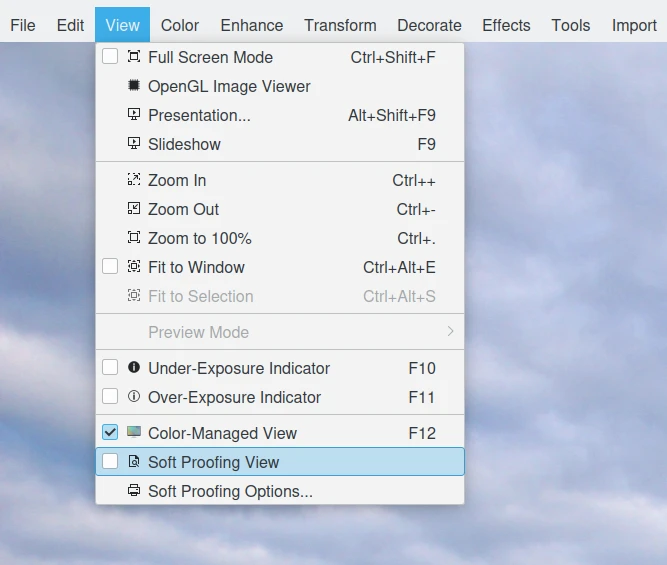 File Edit View Color Enhance Transform Decorate Effects Tools Import
Full Screen Mode Ctrl+Shift+F
OpenGL Image Viewer
Presentation... Alt+Shift+F9
Slideshow F9
Zoom In Ctrl++
Zoom Out Ctrl+-
Zoom to 100% Ctrl+.
Fit to Window Ctrl+Alt+E
Fit to Selection Ctrl+Alt+S
Preview Mode
Under-Exposure Indicator F10
Over-Exposure Indicator F11
Color-Managed View F12
Soft Proofing View
Soft Proofing Options...